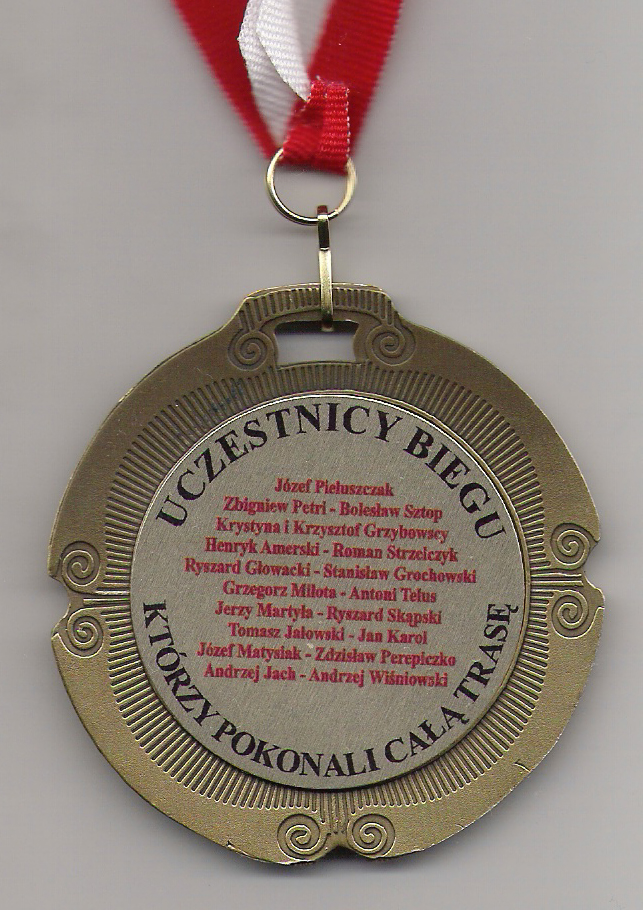 UCZESTNICY BIEGU
Józef Pieluszczak
Zbigniew Petri - Bolesław Sztop
Krystyna i Krzysztof Grzybowscy
Henryk Amerski - Roman Strzelczyk
Ryszard Głowacki - Stanisław Grochowski
Grzegorz Milota - Antoni Telus
Jerzy Martyła - Ryszard Skąpski
Tomasz Jałowski - Jan Karol
Józef Matysiak - Zdzisław Perepiczko
Andrzej Jach - Andrzej Wiśniowski
KTÓRZY POKONALI CAŁĄ TRASĘ